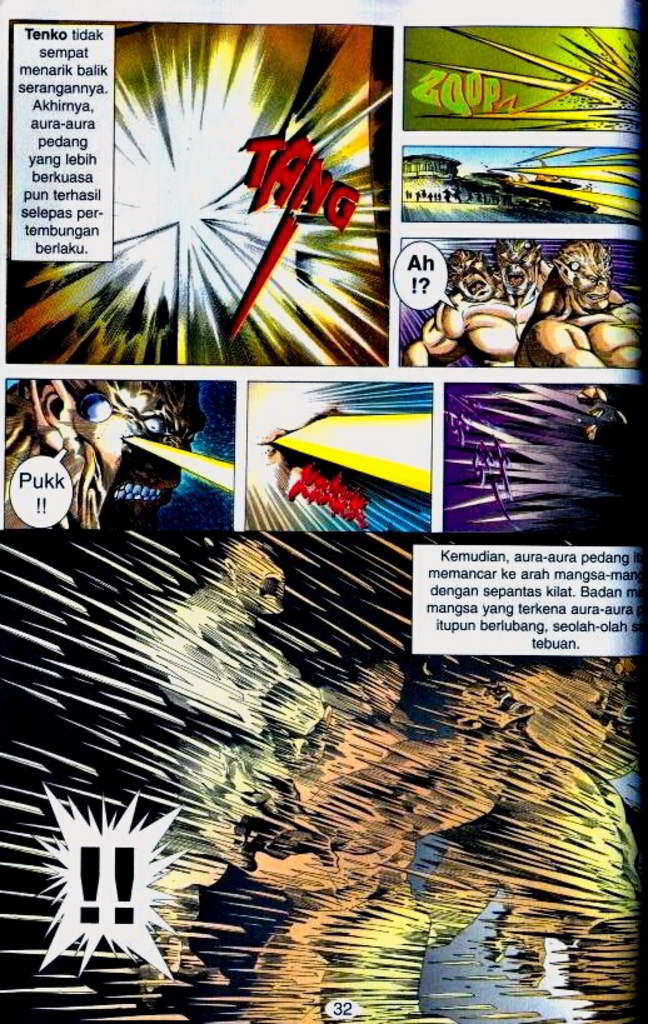 Tenko tidak
sempat
menarik balik
serangannya.
Akhirnya,
aura-aura
pedang
yang lebih
berkuasa
pun terhasil
selepas per-
tembungan
berlaku.
TANG
ZOOP
Ah
!?
Pukk
!!
Kemudian, aura-aura pedang
memancar ke arah
dengan sepantas kilat. Badan
mangsa yang terkena aura-aura
itupun berlubang, seolah-olah
tebuan.
!!
32